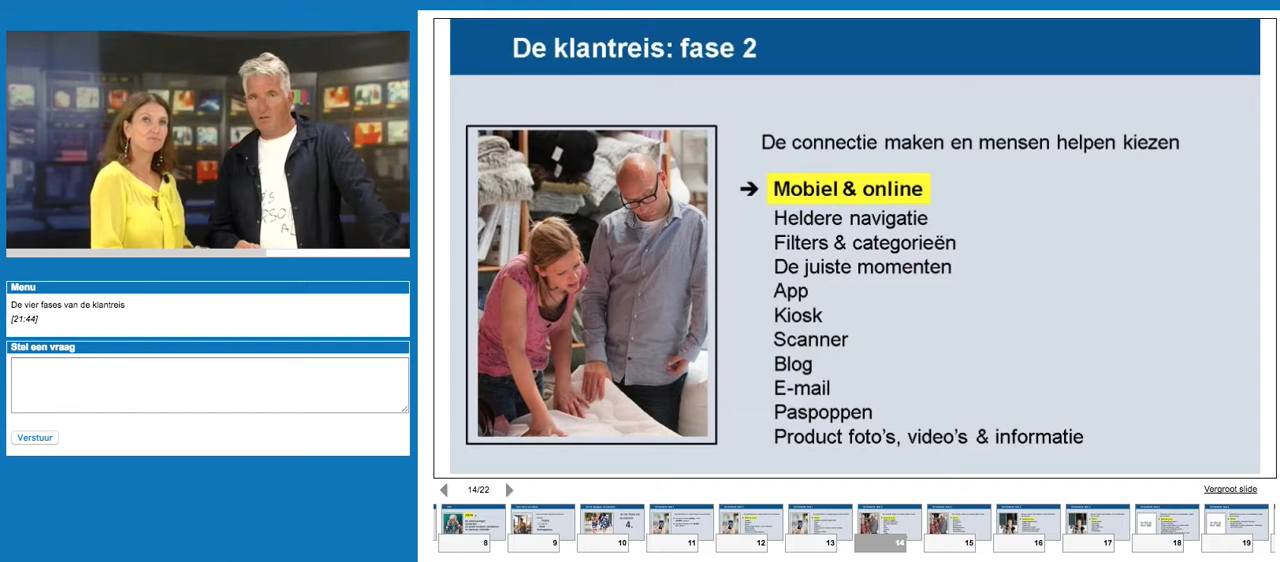 De klantreis: fase 2
De connectie maken en mensen helpen kiezen
➔ Mobiel & online
Heldere navigatie
Filters & categorieën
De juiste momenten
App
Kiosk
Scanner
Blog
E-mail
Paspoppen
Product foto's, video's & informatie
Menu
De vier fases van de klantreis
[21:44]
Stel een vraag
Verstuur
14/22
Vergroot slide
8
9
10
11
12
13
14
15
16
17
18
19